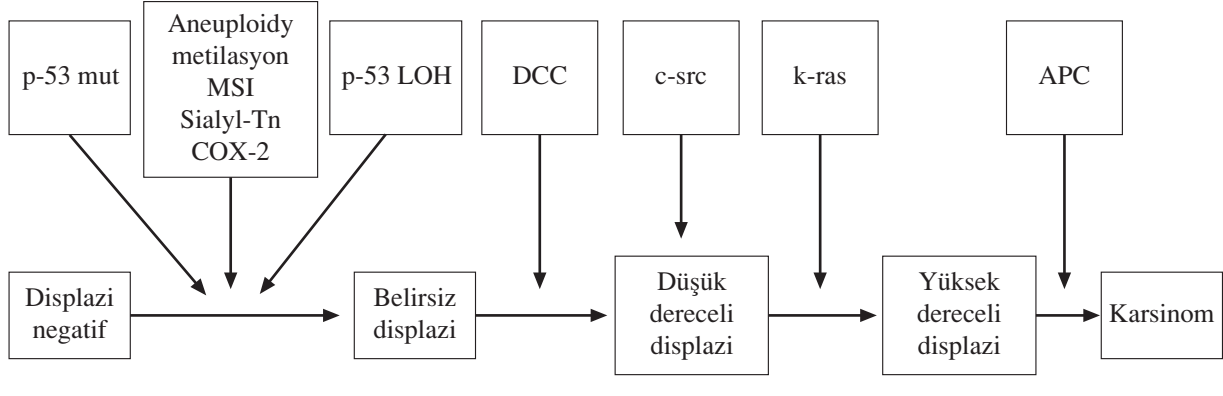 p-53 mut
Aneuploidy
metilasyon
MSI
Sialyl-Tn
COX-2
p-53 LOH
DCC
c-src
k-ras
APC
Displazi
negatif
Belirsiz
displazi
Düşük
dereceli
displazi
Yüksek
dereceli
displazi
Karsinom